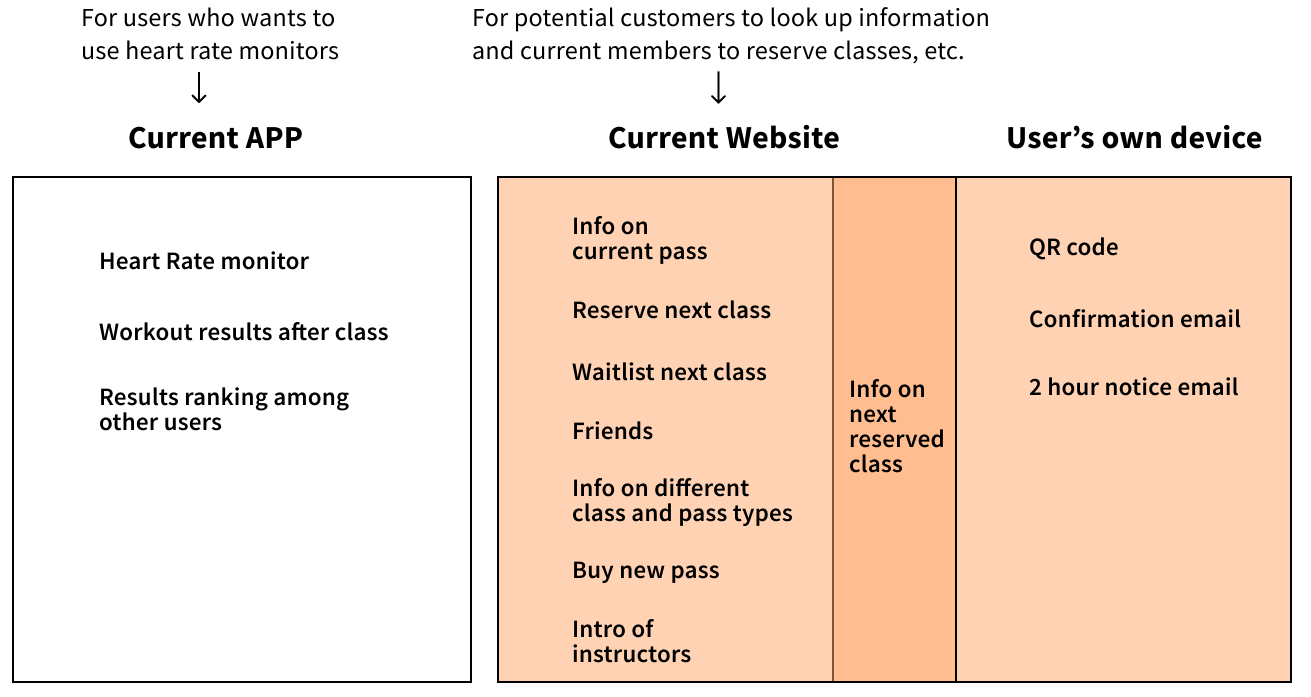 For users who wants to
use heart rate monitors
For potential customers to look up information
and current members to reserve classes, etc.
Current APP
Current Website
User’s own device
Heart Rate monitor
Workout results after class
Results ranking among
other users
Info on
current pass
Reserve next class
Waitlist next class
Friends
Info on different
class and pass types
Buy new pass
Intro of
instructors
Info on
next
reserved
class
QR code
Confirmation email
2 hour notice email